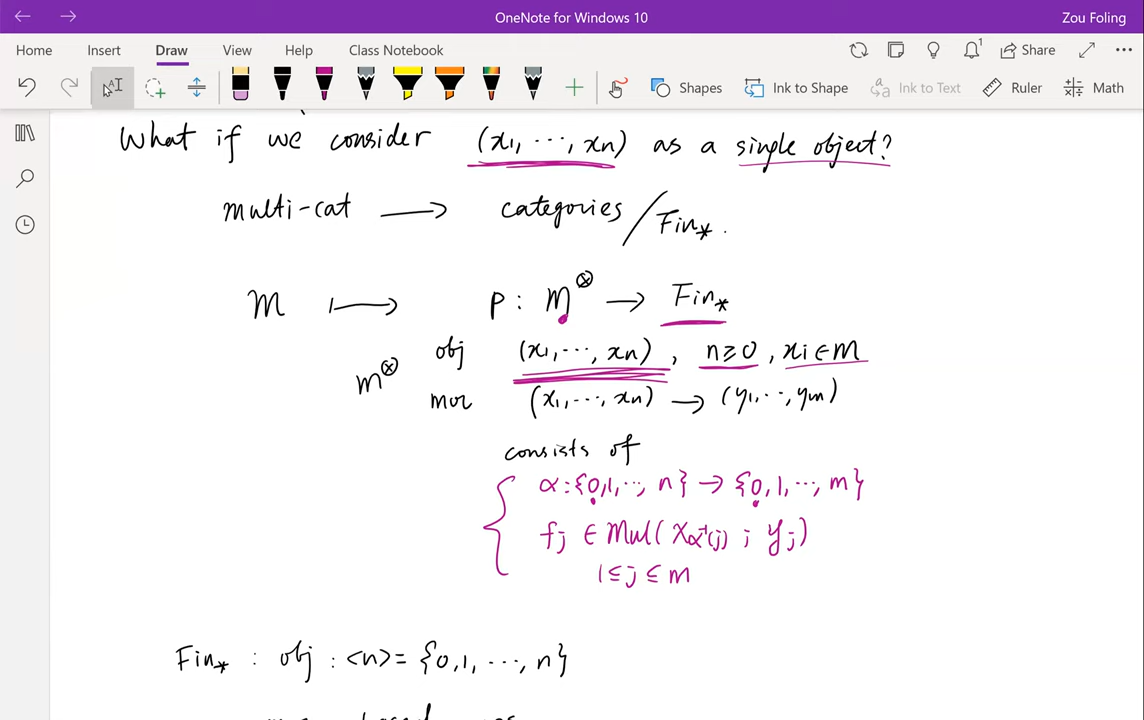 OneNote for Windows 10
Zou Foling
Home Insert Draw View Help Class Notebook
1 Share
Shapes Ink to Shape Ink to Text Ruler Math
What if we consider (x1, ⋯, xn) as a single object?
multi-cat ⟶ categories / Fin*.
M ⟼ P : M^⊗ → Fin*
M^⊗ obj (x1, ⋯, xn), n≥0, xi ∈ M
mor (x1, ⋯, xn) → (y1, ⋯, ym)
consists of
{ α : {0,1, ⋯, n} → {0,1, ⋯, m}
fj ∈ Mul( x_α⁻¹(j) ; yj )
1 ≤ j ≤ m
Fin* : obj : <n> = {0,1, ⋯, n}
based